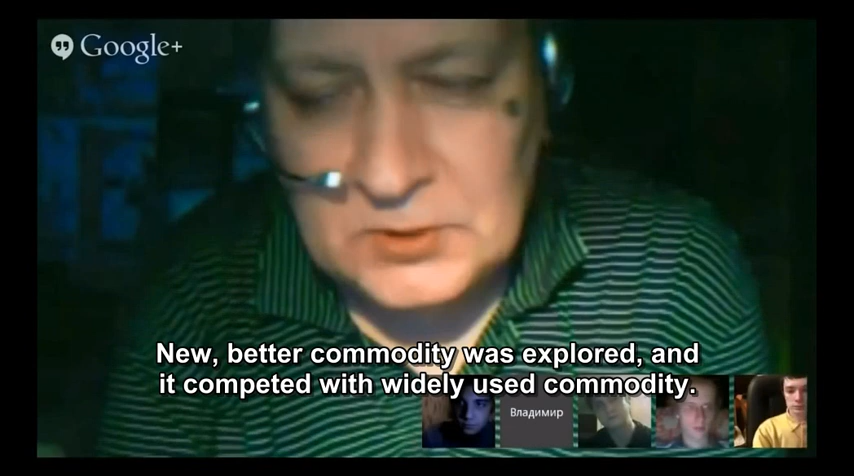 Google+
New, better commodity was explored, and
it competed with widely used commodity.
Владимир